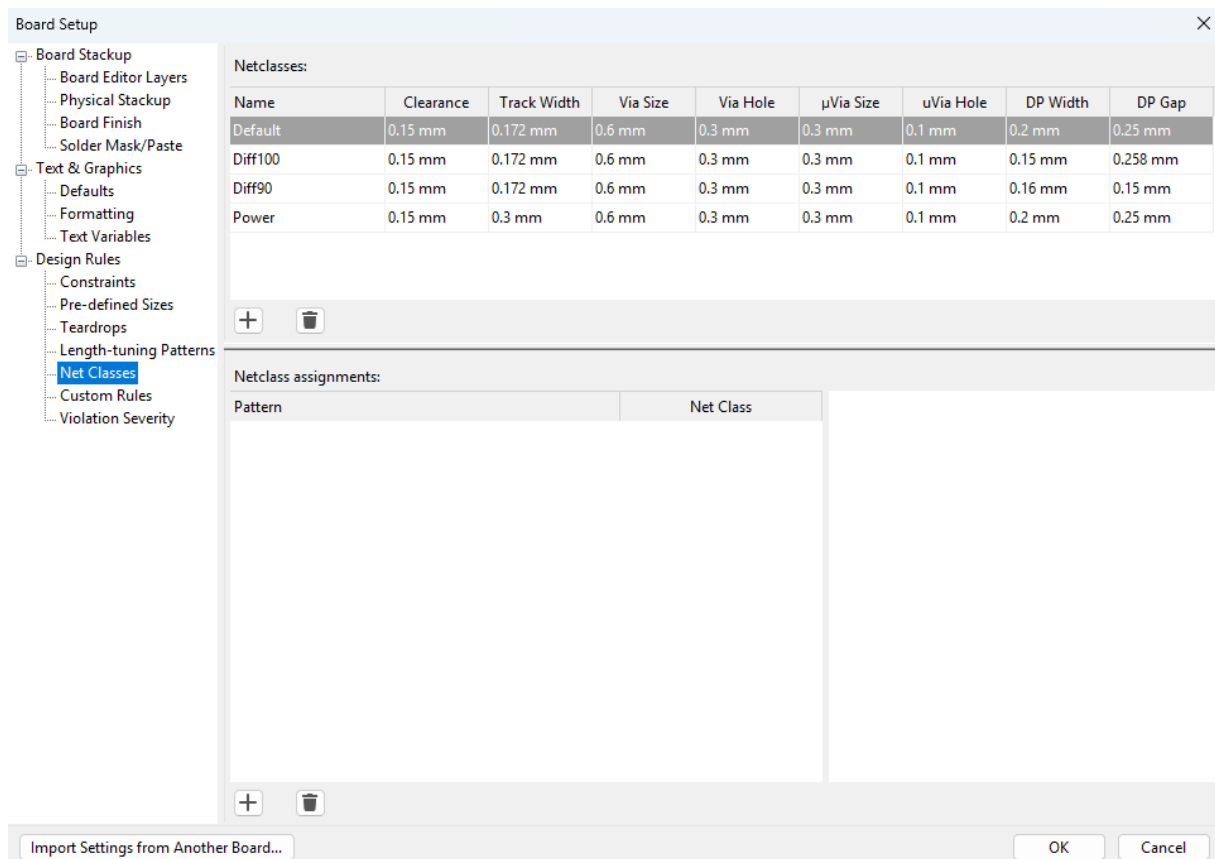 Board Setup
Board Stackup
Board Editor Layers
Physical Stackup
Board Finish
Solder Mask/Paste
Text & Graphics
Defaults
Formatting
Text Variables
Design Rules
Constraints
Pre-defined Sizes
Teardrops
Length-tuning Patterns
Net Classes
Custom Rules
Violation Severity
Netclasses:
Name Clearance Track Width Via Size Via Hole µVia Size uVia Hole DP Width DP Gap
Default 0.15 mm 0.172 mm 0.6 mm 0.3 mm 0.3 mm 0.1 mm 0.2 mm 0.25 mm
Diff100 0.15 mm 0.172 mm 0.6 mm 0.3 mm 0.3 mm 0.1 mm 0.15 mm 0.258 mm
Diff90 0.15 mm 0.172 mm 0.6 mm 0.3 mm 0.3 mm 0.1 mm 0.16 mm 0.15 mm
Power 0.15 mm 0.3 mm 0.6 mm 0.3 mm 0.3 mm 0.1 mm 0.2 mm 0.25 mm
Netclass assignments:
Pattern Net Class
Import Settings from Another Board... OK Cancel